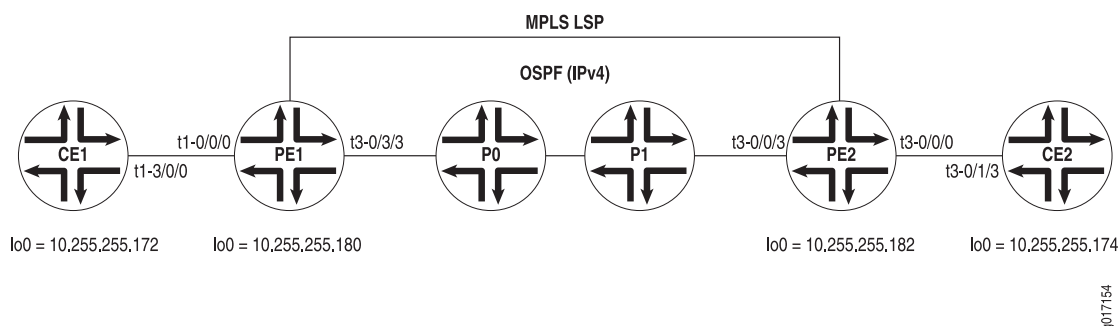 MPLS LSP
OSPF (IPv4)
CE1
t1-3/0/0
t1-0/0/0
PE1
t3-0/3/3
P0
P1
t3-0/0/3
PE2
t3-0/0/0
t3-0/1/3
CE2
lo0 = 10.255.255.172
lo0 = 10.255.255.180
lo0 = 10.255.255.182
lo0 = 10.255.255.174
g017154